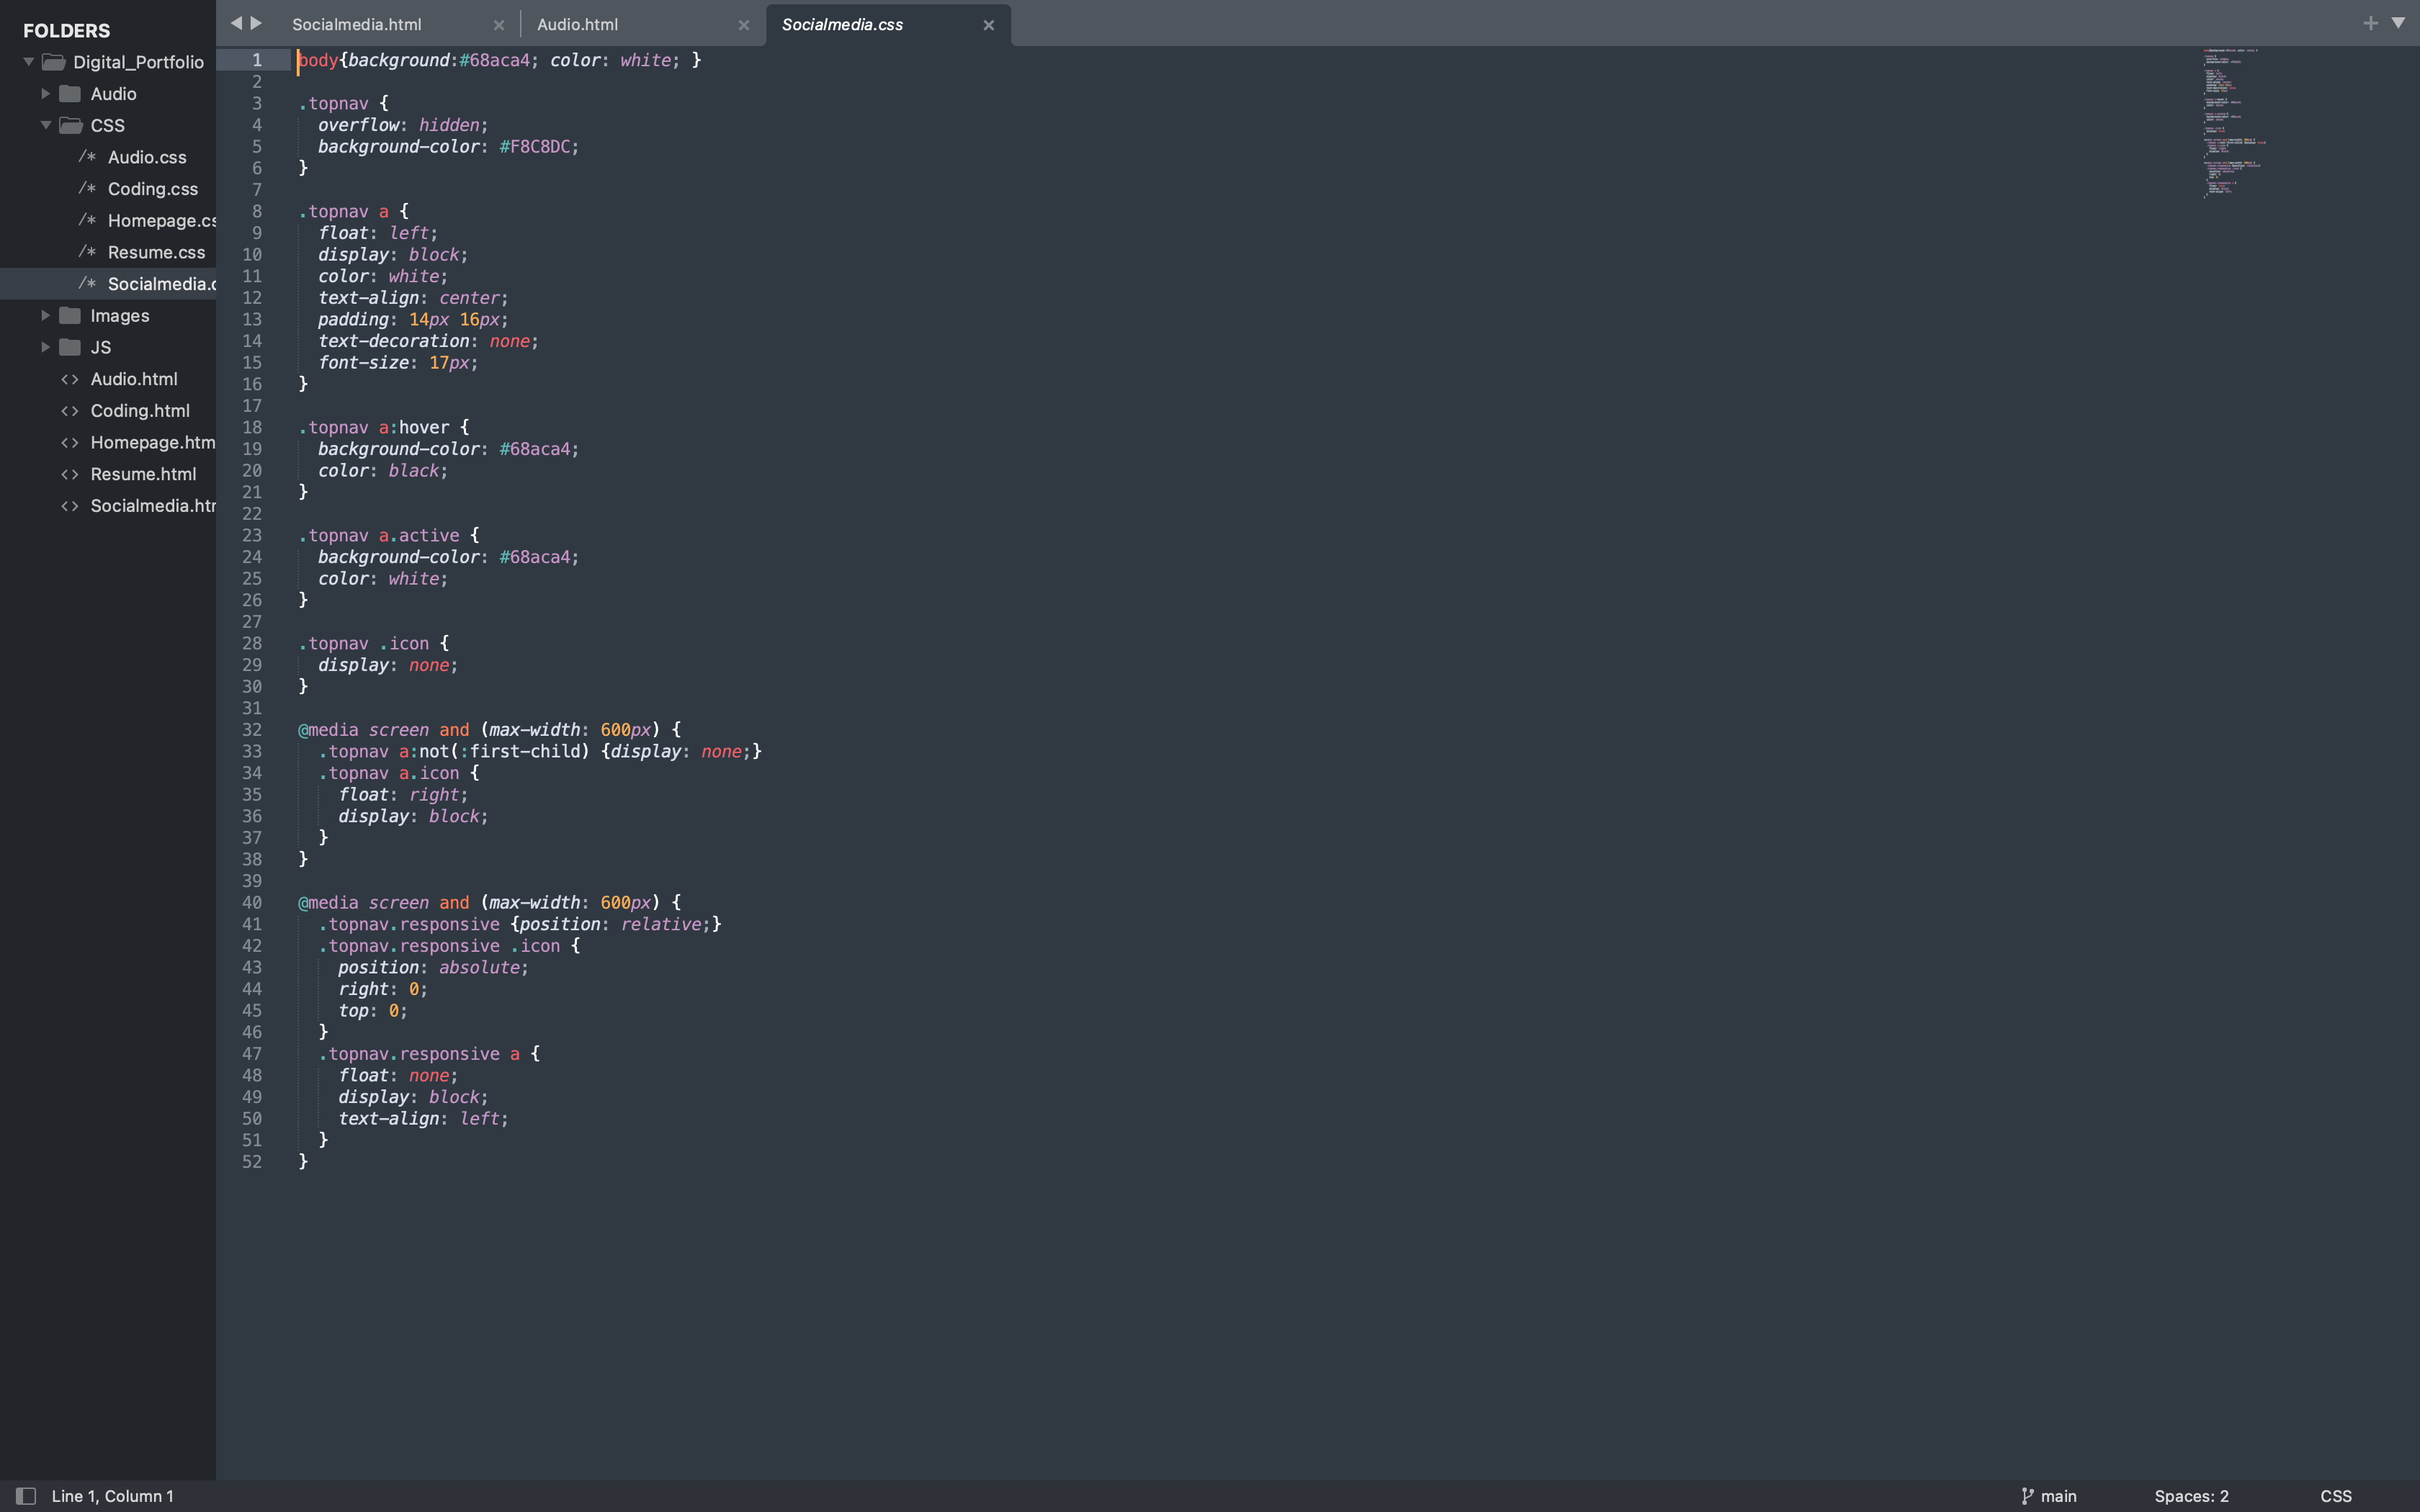 FOLDERS
Digital_Portfolio
Audio
CSS
/* Audio.css
/* Coding.css
/* Homepage.cs
/* Resume.css
/* Socialmedia.c
Images
JS
<> Audio.html
<> Coding.html
<> Homepage.htm
<> Resume.html
<> Socialmedia.htm
Socialmedia.html
Audio.html
Socialmedia.css
1 body{background:#68aca4; color: white; }
2
3 .topnav {
4 overflow: hidden;
5 background-color: #F8C8DC;
6 }
7
8 .topnav a {
9 float: left;
10 display: block;
11 color: white;
12 text-align: center;
13 padding: 14px 16px;
14 text-decoration: none;
15 font-size: 17px;
16 }
17
18 .topnav a:hover {
19 background-color: #68aca4;
20 color: black;
21 }
22
23 .topnav a.active {
24 background-color: #68aca4;
25 color: white;
26 }
27
28 .topnav .icon {
29 display: none;
30 }
31
32 @media screen and (max-width: 600px) {
33 .topnav a:not(:first-child) {display: none;}
34 .topnav a.icon {
35 float: right;
36 display: block;
37 }
38 }
39
40 @media screen and (max-width: 600px) {
41 .topnav.responsive {position: relative;}
42 .topnav.responsive .icon {
43 position: absolute;
44 right: 0;
45 top: 0;
46 }
47 .topnav.responsive a {
48 float: none;
49 display: block;
50 text-align: left;
51 }
52 }
Line 1, Column 1
main
Spaces: 2
CSS